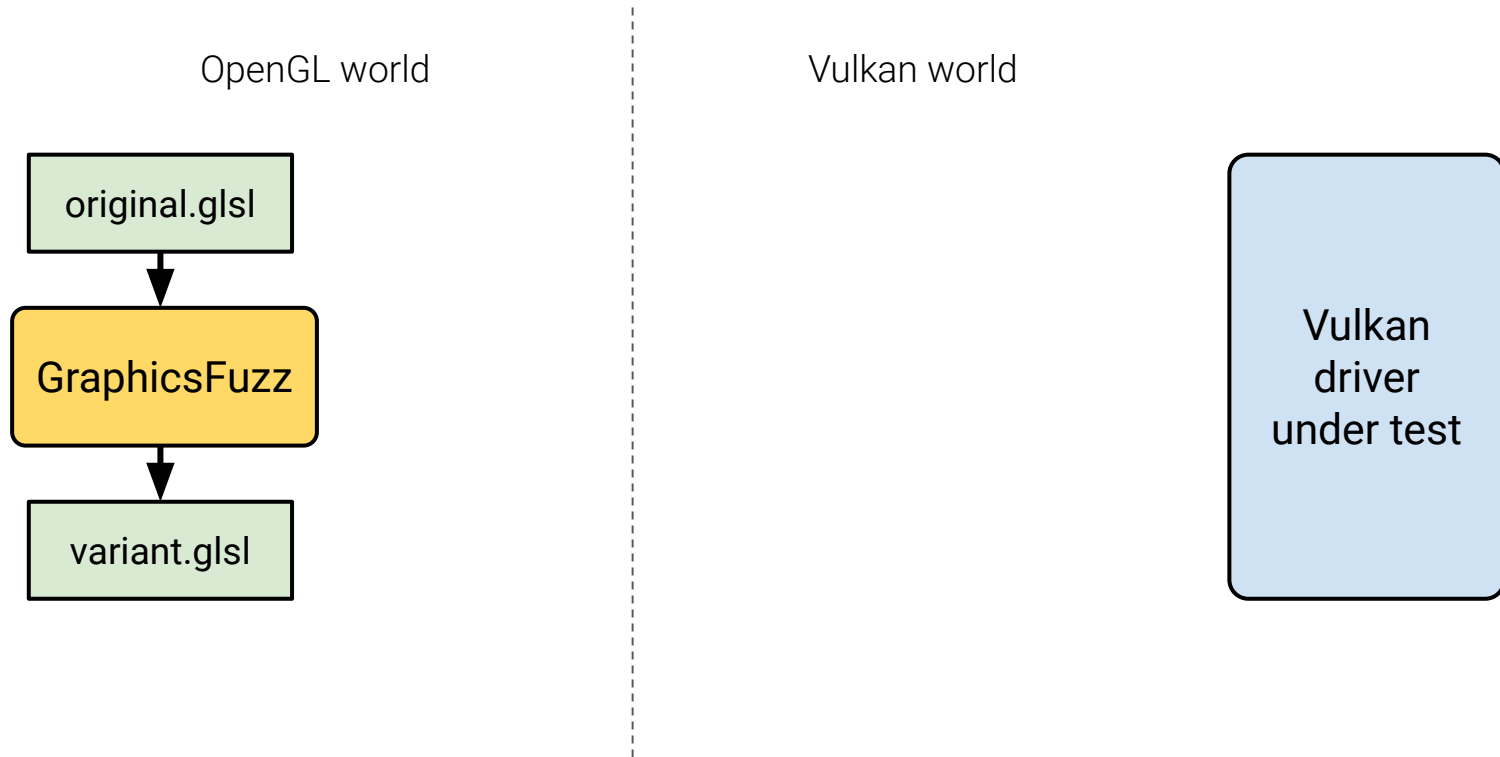 OpenGL world
Vulkan world
original.glsl
GraphicsFuzz
variant.glsl
Vulkan
driver
under test